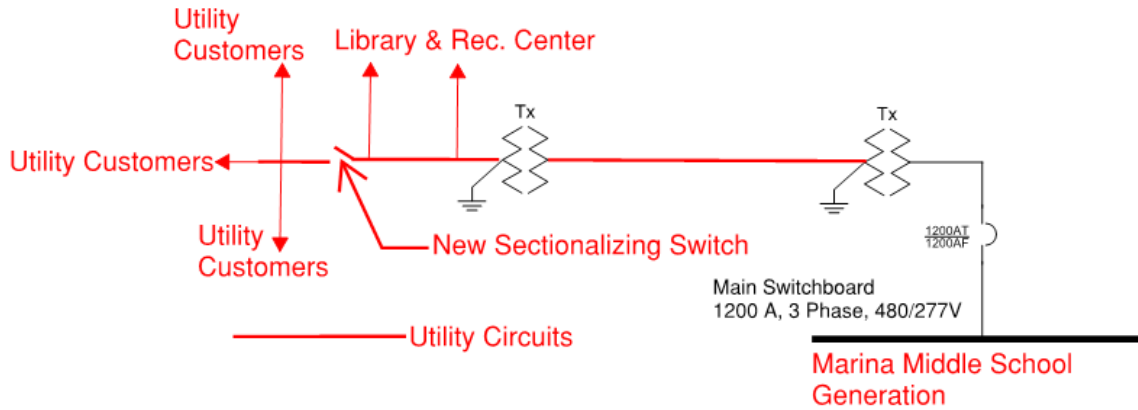 Utility
Customers
Library & Rec. Center
Tx
Tx
Utility Customers
Utility
Customers
New Sectionalizing Switch
1200AT
1200AF
Main Switchboard
1200 A, 3 Phase, 480/277V
Utility Circuits
Marina Middle School
Generation